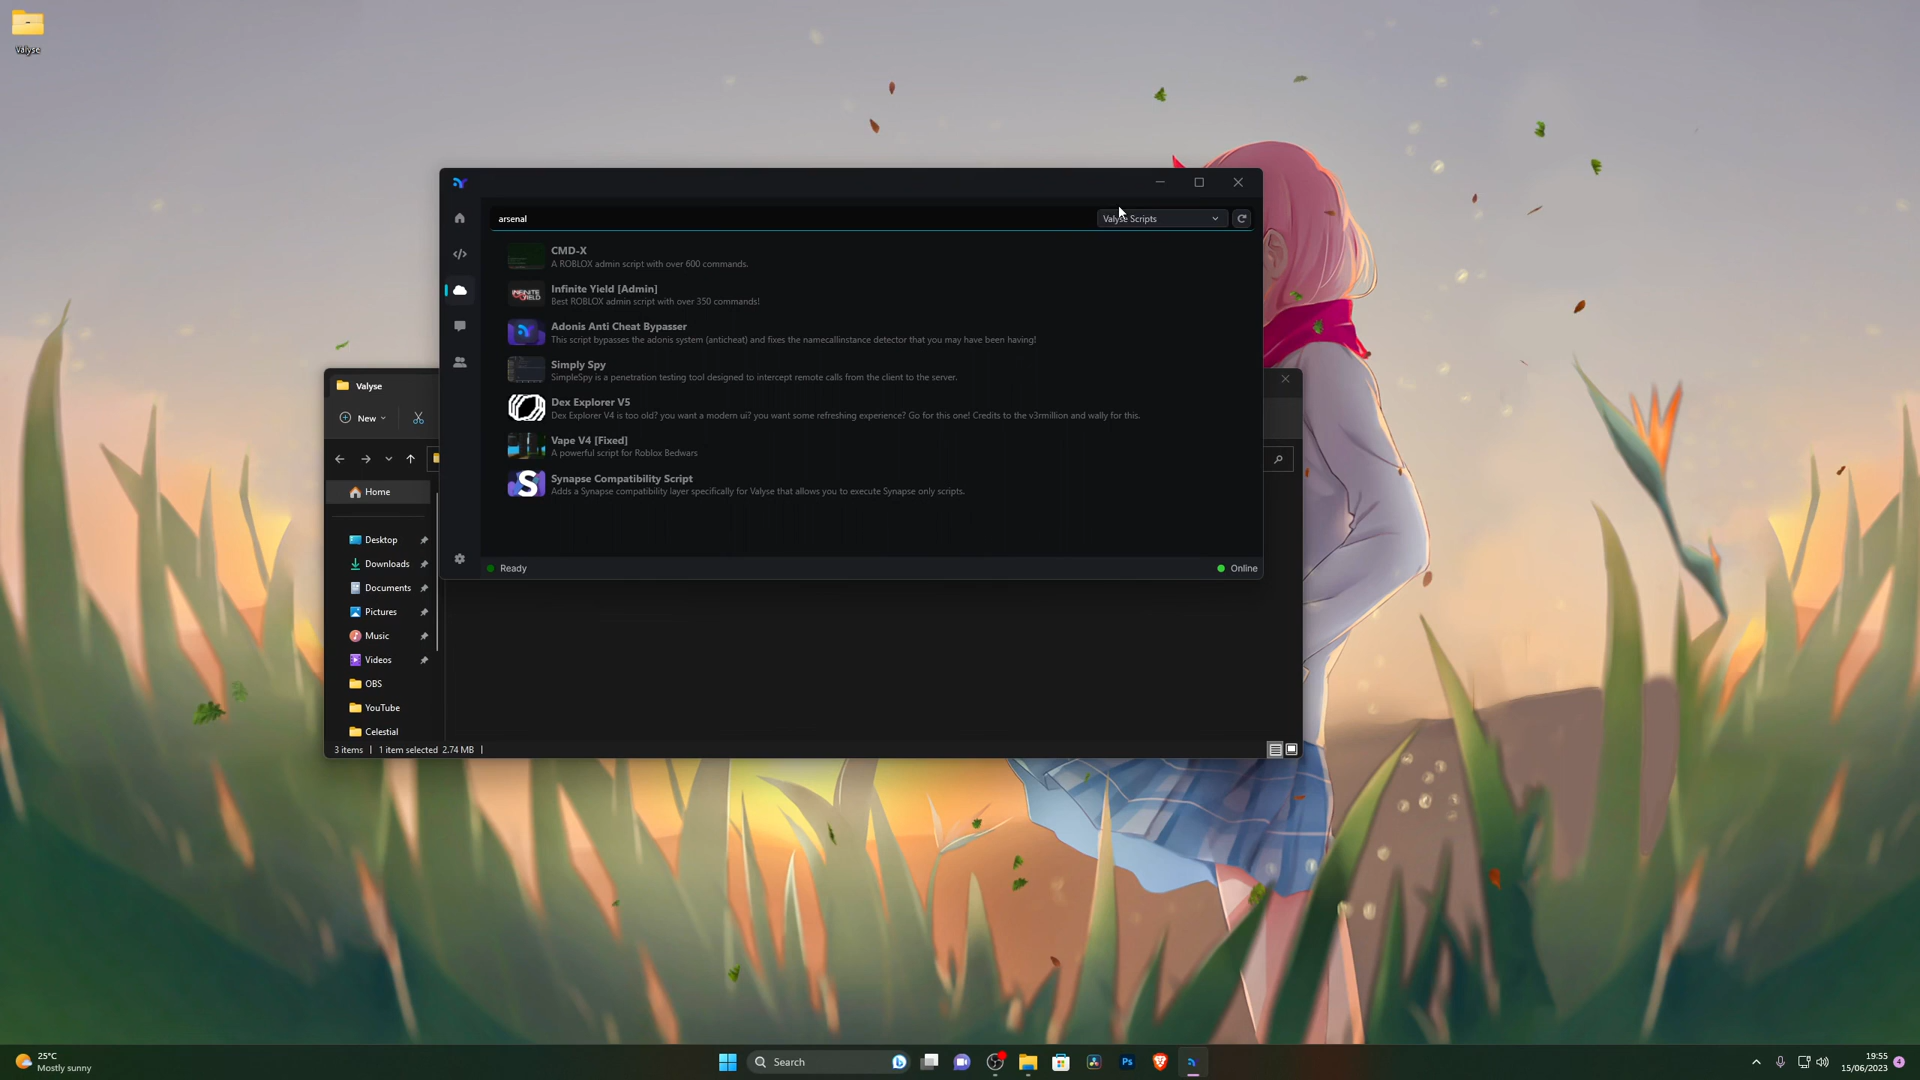 Valyse
arsenal
Valyse Scripts
CMD-X
A ROBLOX admin script with over 600 commands.
INFINITE YIELD
Infinite Yield [Admin]
Best ROBLOX admin script with over 350 commands!
Adonis Anti Cheat Bypasser
This script bypasses the adonis system (anticheat) and fixes the namecallinstance detector that you may have been having!
Simply Spy
SimpleSpy is a penetration testing tool designed to intercept remote calls from the client to the server.
Dex Explorer V5
Dex Explorer V4 is too old? you want a modern ui? you want some refreshing experience? Go for this one! Credits to the v3rmillion and wally for this.
Vape V4 [Fixed]
A powerful script for Roblox Bedwars
S
Synapse Compatibility Script
Adds a Synapse compatibility layer specifically for Valyse that allows you to execute Synapse only scripts.
Ready
Online
Valyse
New
Home
Desktop
Downloads
Documents
Pictures
Music
Videos
OBS
YouTube
Celestial
3 items | 1 item selected 2.74 MB |
25°C
Mostly sunny
Search
Ps
19:55
15/06/2023
4